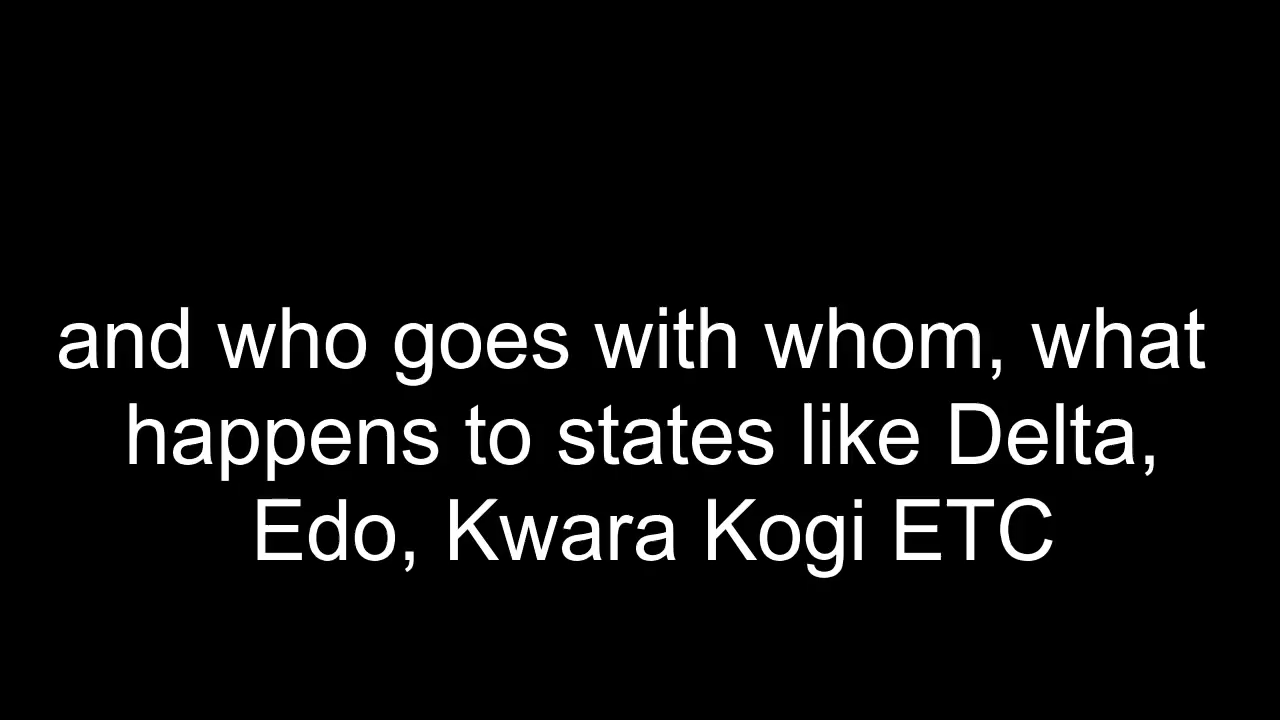 and who goes with whom, what
happens to states like Delta,
Edo, Kwara Kogi ETC